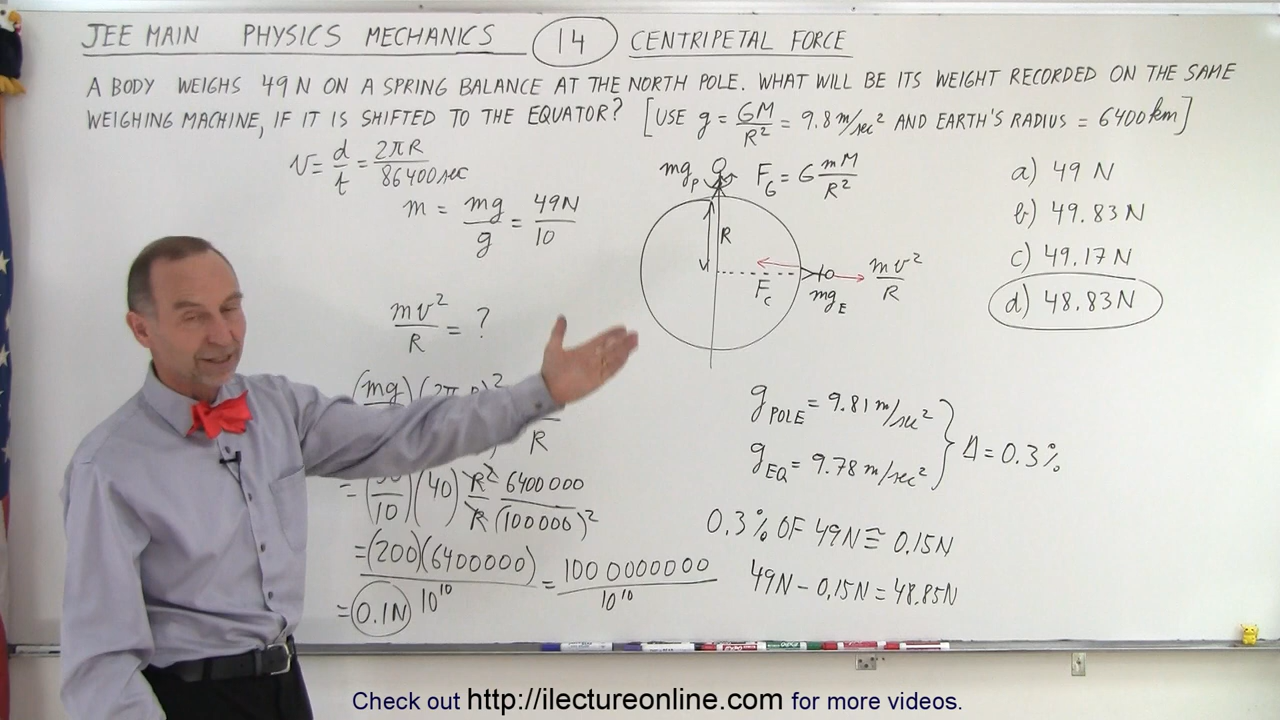 JEE MAIN PHYSICS MECHANICS 14 CENTRIPETAL FORCE
A BODY WEIGHS 49 N ON A SPRING BALANCE AT THE NORTH POLE. WHAT WILL BE ITS WEIGHT RECORDED ON THE SAME
WEIGHING MACHINE, IF IT IS SHIFTED TO THE EQUATOR? [USE g = GM/R² = 9.8 m/sec² AND EARTH'S RADIUS = 6400 km]
v = d/t = 2πR/86400 sec
m = mg/g = 49N/10
mv²/R = ?
(mg
= (40) R²/R 6400000/(100000)²
10
R
= (200)(6400000)/10¹⁰ = 1000000000/10¹⁰
= 0.1N
mg_P
F_G = G mM/R²
R
F_C
mg_E
mv²/R
a) 49 N
b) 49.83 N
c) 49.17 N
d) 48.83 N
g_POLE = 9.81 m/sec²
g_EQ = 9.78 m/sec²
} Δ = 0.3%
0.3% OF 49N ≅ 0.15N
49N - 0.15N = 48.85N
Check out http://ilectureonline.com for more videos.